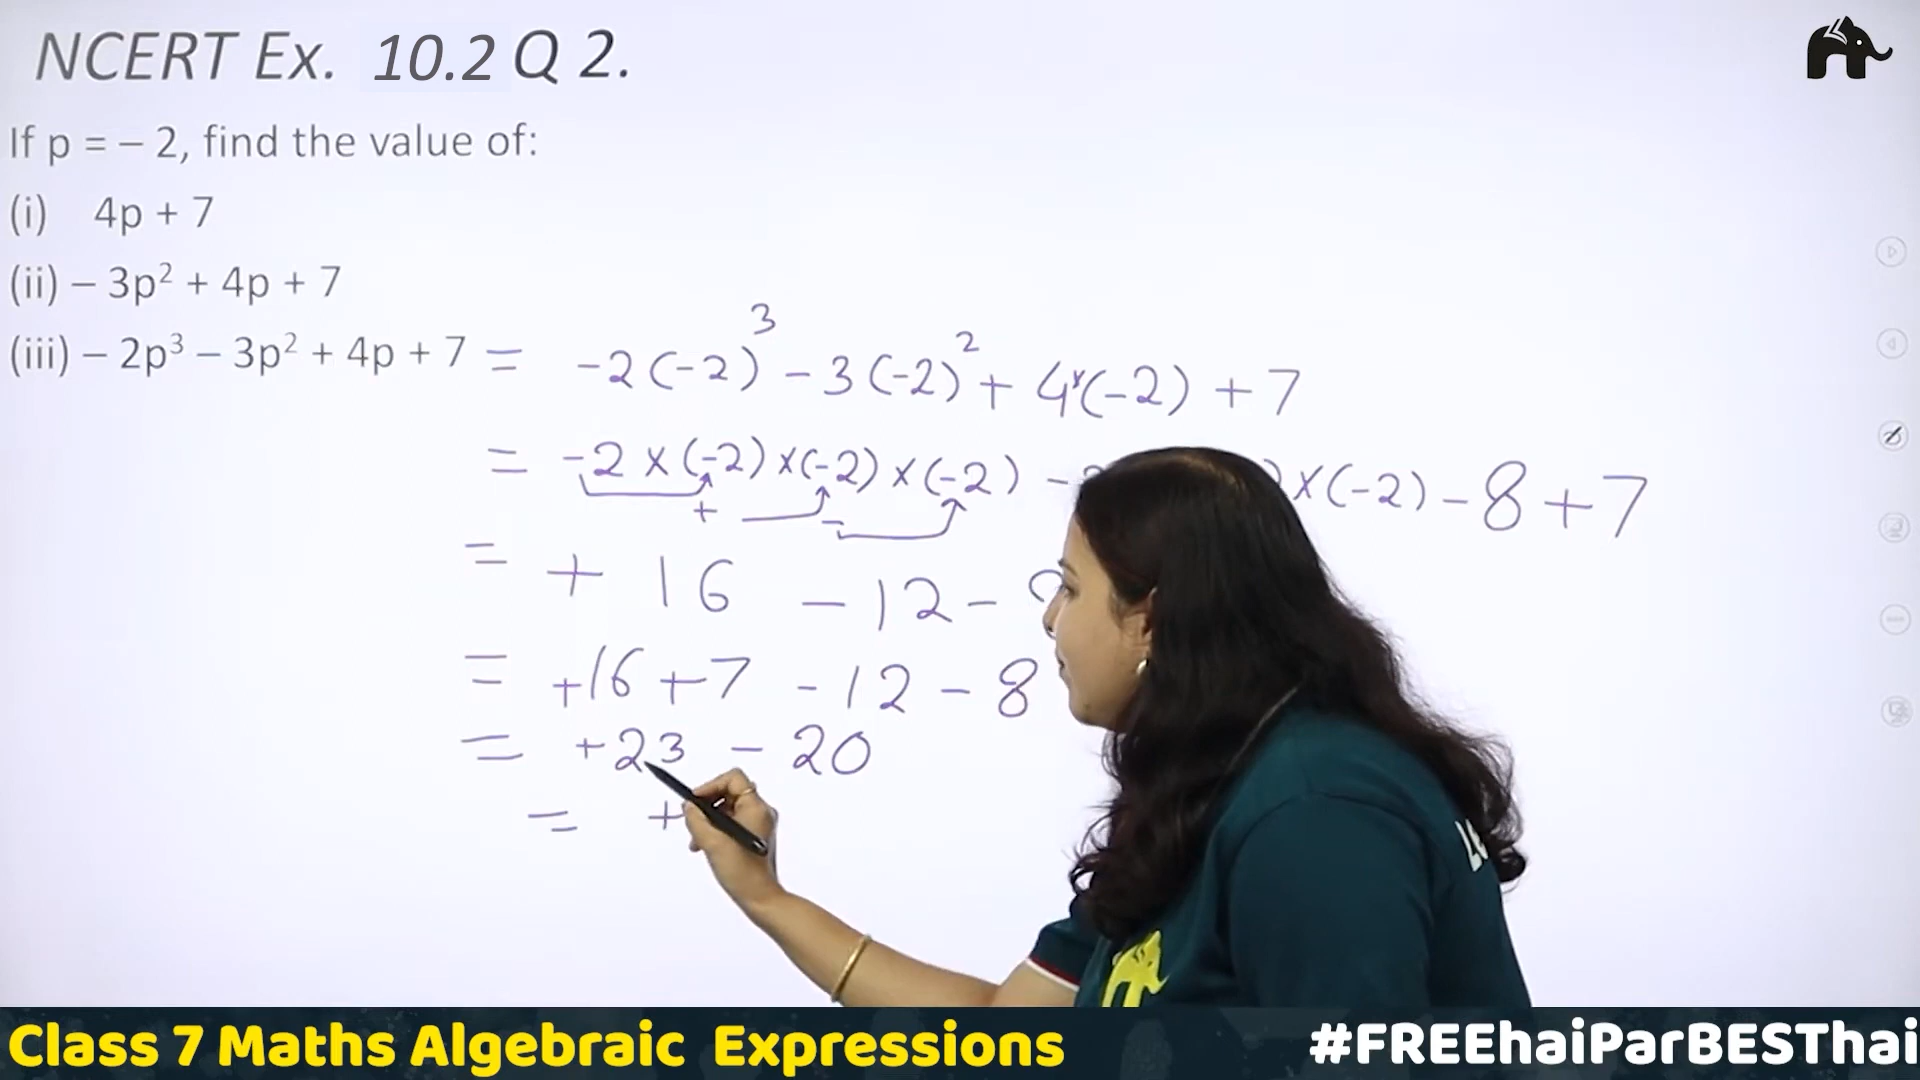 NCERT Ex. 10.2 Q 2.
If p = – 2, find the value of:
(i) 4p + 7
(ii) – 3p² + 4p + 7
(iii) – 2p³ – 3p² + 4p + 7 = -2(-2)³ - 3(-2)² + 4×(-2) + 7
= -2 × (-2) × (-2) × (-2) - × (-2) - 8 + 7
+ -
= + 16 - 12 -
= +16 + 7 - 12 - 8
= +23 - 20
= +
Class 7 Maths Algebraic Expressions
#FREEhaiParBESThai